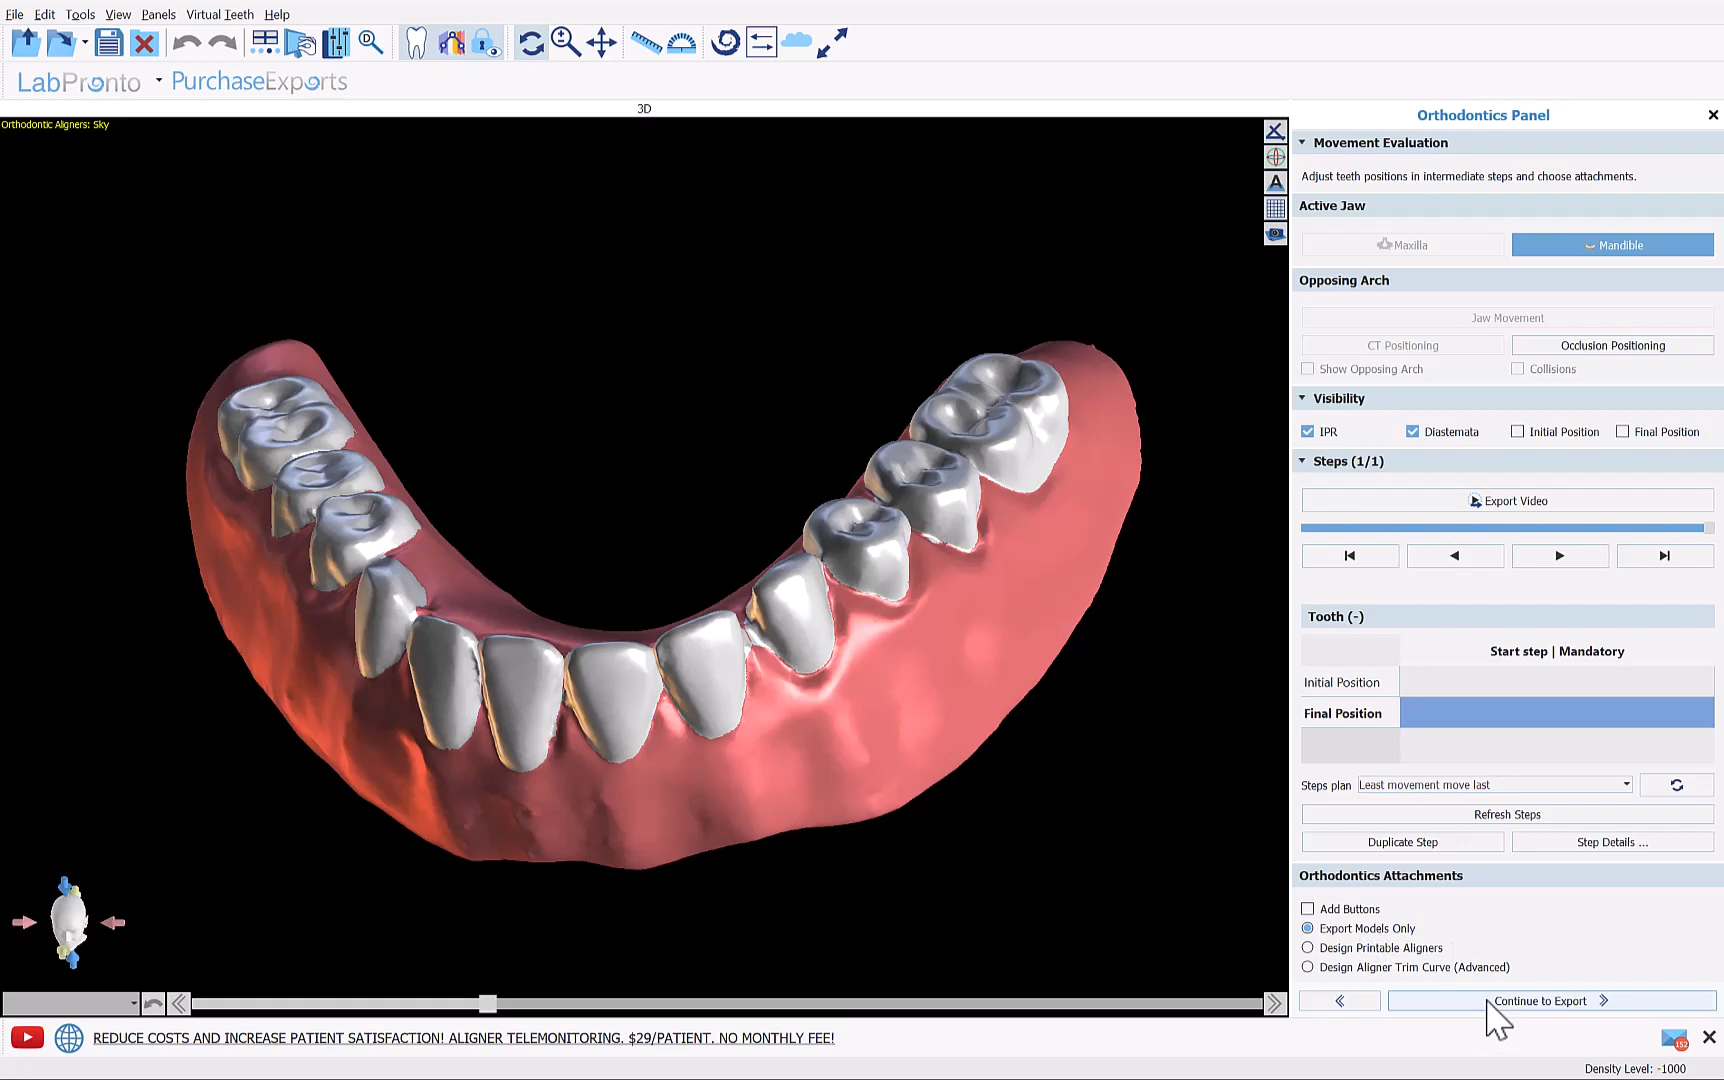 File Edit Tools View Panels Virtual Teeth Help
LabPronto PurchaseExports
3D
Orthodontic Aligners: Sky
A
Orthodontics Panel
Movement Evaluation
Adjust teeth positions in intermediate steps and choose attachments.
Active Jaw
Maxilla Mandible
Opposing Arch
Jaw Movement
CT Positioning Occlusion Positioning
Show Opposing Arch Collisions
Visibility
IPR Diastemata Initial Position Final Position
Steps (1/1)
Export Video
Tooth (-)
Start step | Mandatory
Initial Position
Final Position
Steps plan Least movement move last
Refresh Steps
Duplicate Step Step Details ...
Orthodontics Attachments
Add Buttons
Export Models Only
Design Printable Aligners
Design Aligner Trim Curve (Advanced)
Continue to Export
REDUCE COSTS AND INCREASE PATIENT SATISFACTION! ALIGNER TELEMONITORING. $29/PATIENT. NO MONTHLY FEE!
152
Density Level: -1000